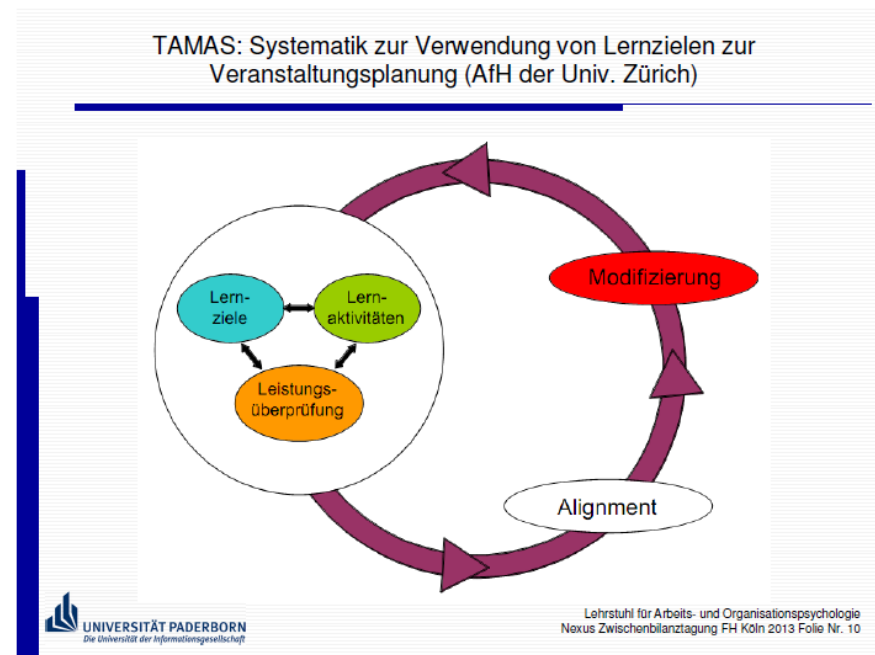 TAMAS: Systematik zur Verwendung von Lernzielen zur
Veranstaltungsplanung (AfH der Univ. Zürich)
Lern-
ziele
Lern-
aktivitäten
Leistungs-
überprüfung
Modifizierung
Alignment
UNIVERSITÄT PADERBORN
Die Universität der Informationsgesellschaft
Lehrstuhl für Arbeits- und Organisationspsychologie
Nexus Zwischenbilanztagung FH Köln 2013 Folie Nr. 10